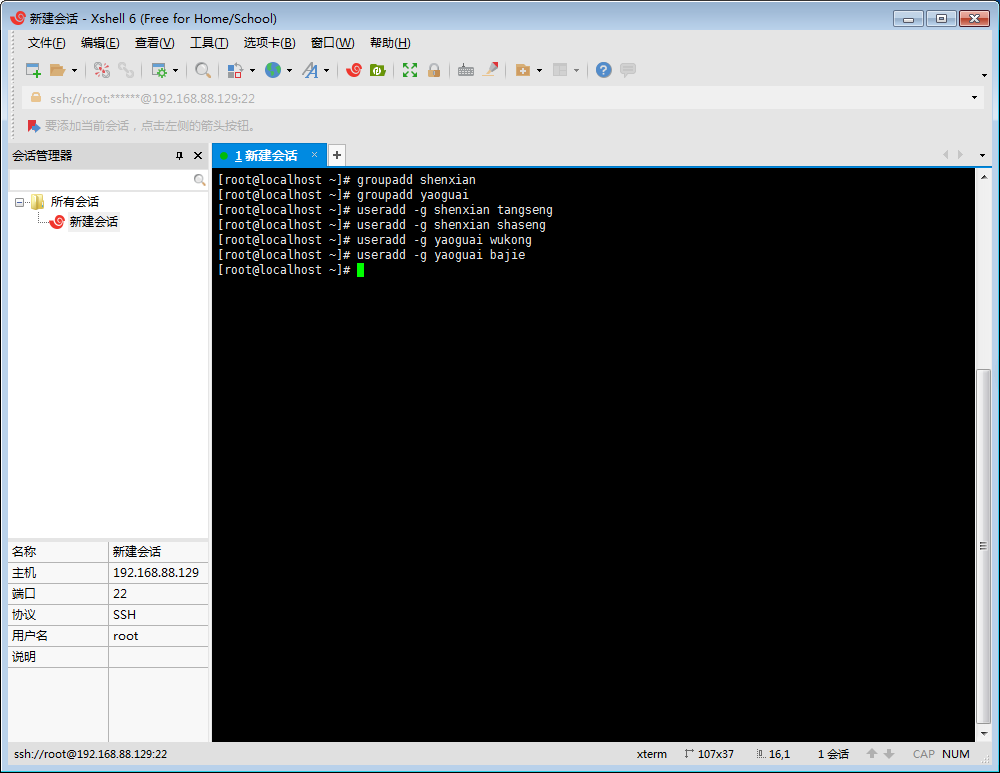 新建会话 - Xshell 6 (Free for Home/School)
文件(F) 编辑(E) 查看(V) 工具(T) 选项卡(B) 窗口(W) 帮助(H)
ssh://root:******@192.168.88.129:22
要添加当前会话，点击左侧的箭头按钮。
会话管理器
1 新建会话
所有会话
新建会话
[root@localhost ~]# groupadd shenxian
[root@localhost ~]# groupadd yaoguai
[root@localhost ~]# useradd -g shenxian tangseng
[root@localhost ~]# useradd -g shenxian shaseng
[root@localhost ~]# useradd -g yaoguai wukong
[root@localhost ~]# useradd -g yaoguai bajie
[root@localhost ~]#
名称 新建会话
主机 192.168.88.129
端口 22
协议 SSH
用户名 root
说明
ssh://root@192.168.88.129:22 xterm 107x37 16,1 1 会话 CAP NUM